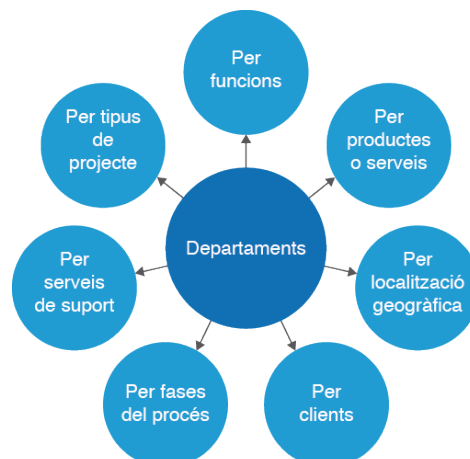 Per
funcions
Per
productes
o serveis
Per
localització
geogràfica
Per
clients
Per fases
del procés
Per
serveis
de suport
Per tipus
de
projecte
Departaments